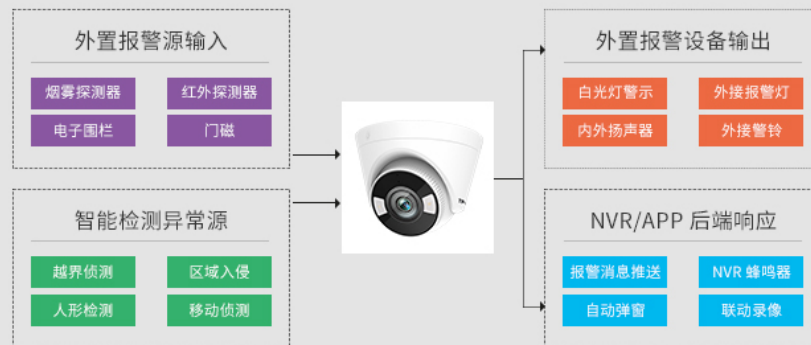 外置报警源输入
烟雾探测器 红外探测器
电子围栏 门磁
智能检测异常源
越界侦测 区域入侵
人形检测 移动侦测
外置报警设备输出
白光灯警示 外接报警灯
内外扬声器 外接警铃
NVR/APP 后端响应
报警消息推送 NVR 蜂鸣器
自动弹窗 联动录像